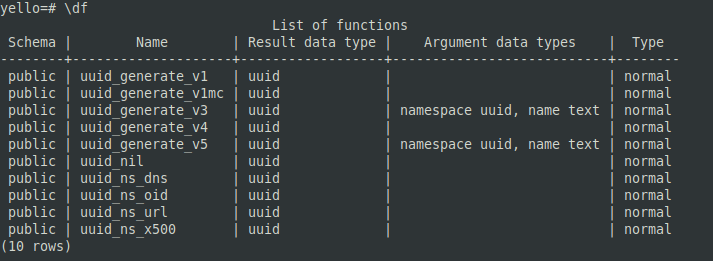 yello=# \df
                                  List of functions
 Schema |        Name        | Result data type |    Argument data types    |  Type
--------+--------------------+------------------+---------------------------+--------
 public | uuid_generate_v1   | uuid             |                           | normal
 public | uuid_generate_v1mc | uuid             |                           | normal
 public | uuid_generate_v3   | uuid             | namespace uuid, name text | normal
 public | uuid_generate_v4   | uuid             |                           | normal
 public | uuid_generate_v5   | uuid             | namespace uuid, name text | normal
 public | uuid_nil           | uuid             |                           | normal
 public | uuid_ns_dns        | uuid             |                           | normal
 public | uuid_ns_oid        | uuid             |                           | normal
 public | uuid_ns_url        | uuid             |                           | normal
 public | uuid_ns_x500       | uuid             |                           | normal
(10 rows)